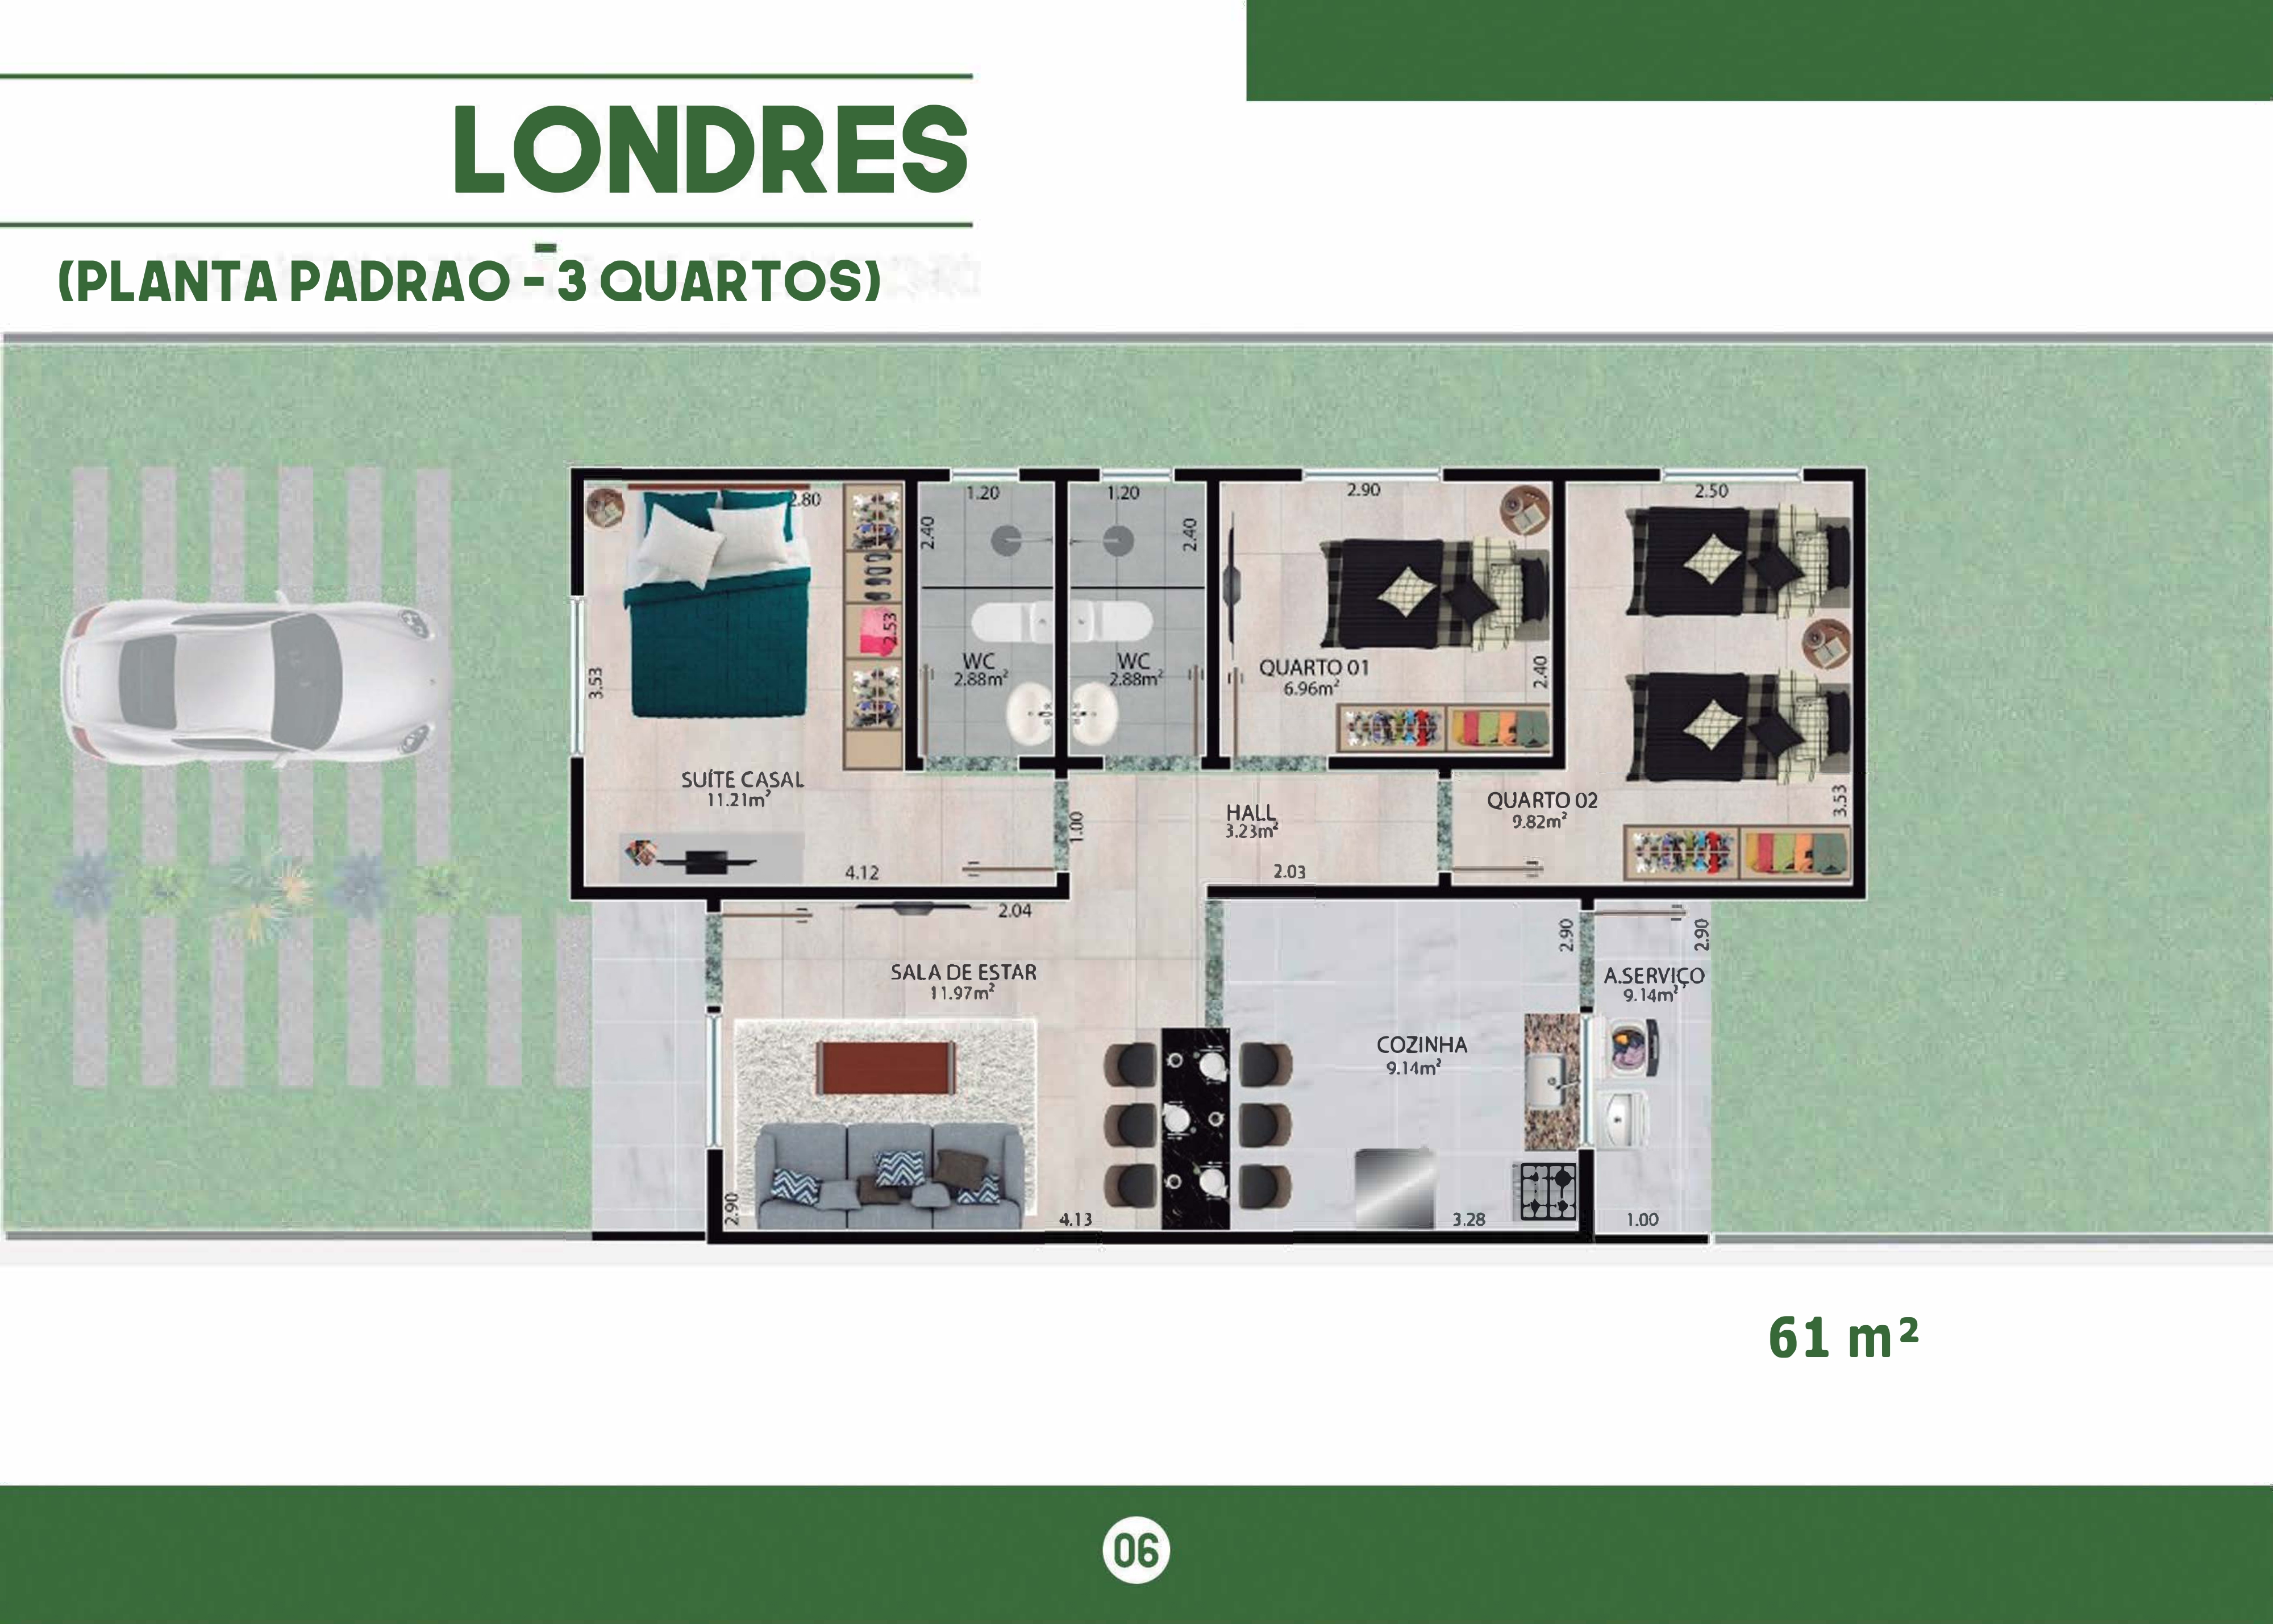 LONDRES
(PLANTA PADRAO - 3 QUARTOS)
2.80
1.20
1.20
2.90
2.50
2.40
2.40
3.53
2.53
WC
2.88m²
WC
2.88m²
QUARTO 01
6.96m²
2.40
SUÍTE CASAL
11.21m²
1.00
HALL
3.23m²
QUARTO 02
9.82m²
3.53
4.12
2.03
2.04
2.90
2.90
SALA DE ESTAR
11.97m²
A.SERVIÇO
9.14m²
COZINHA
9.14m²
2.90
4.13
3.28
1.00
61 m²
06